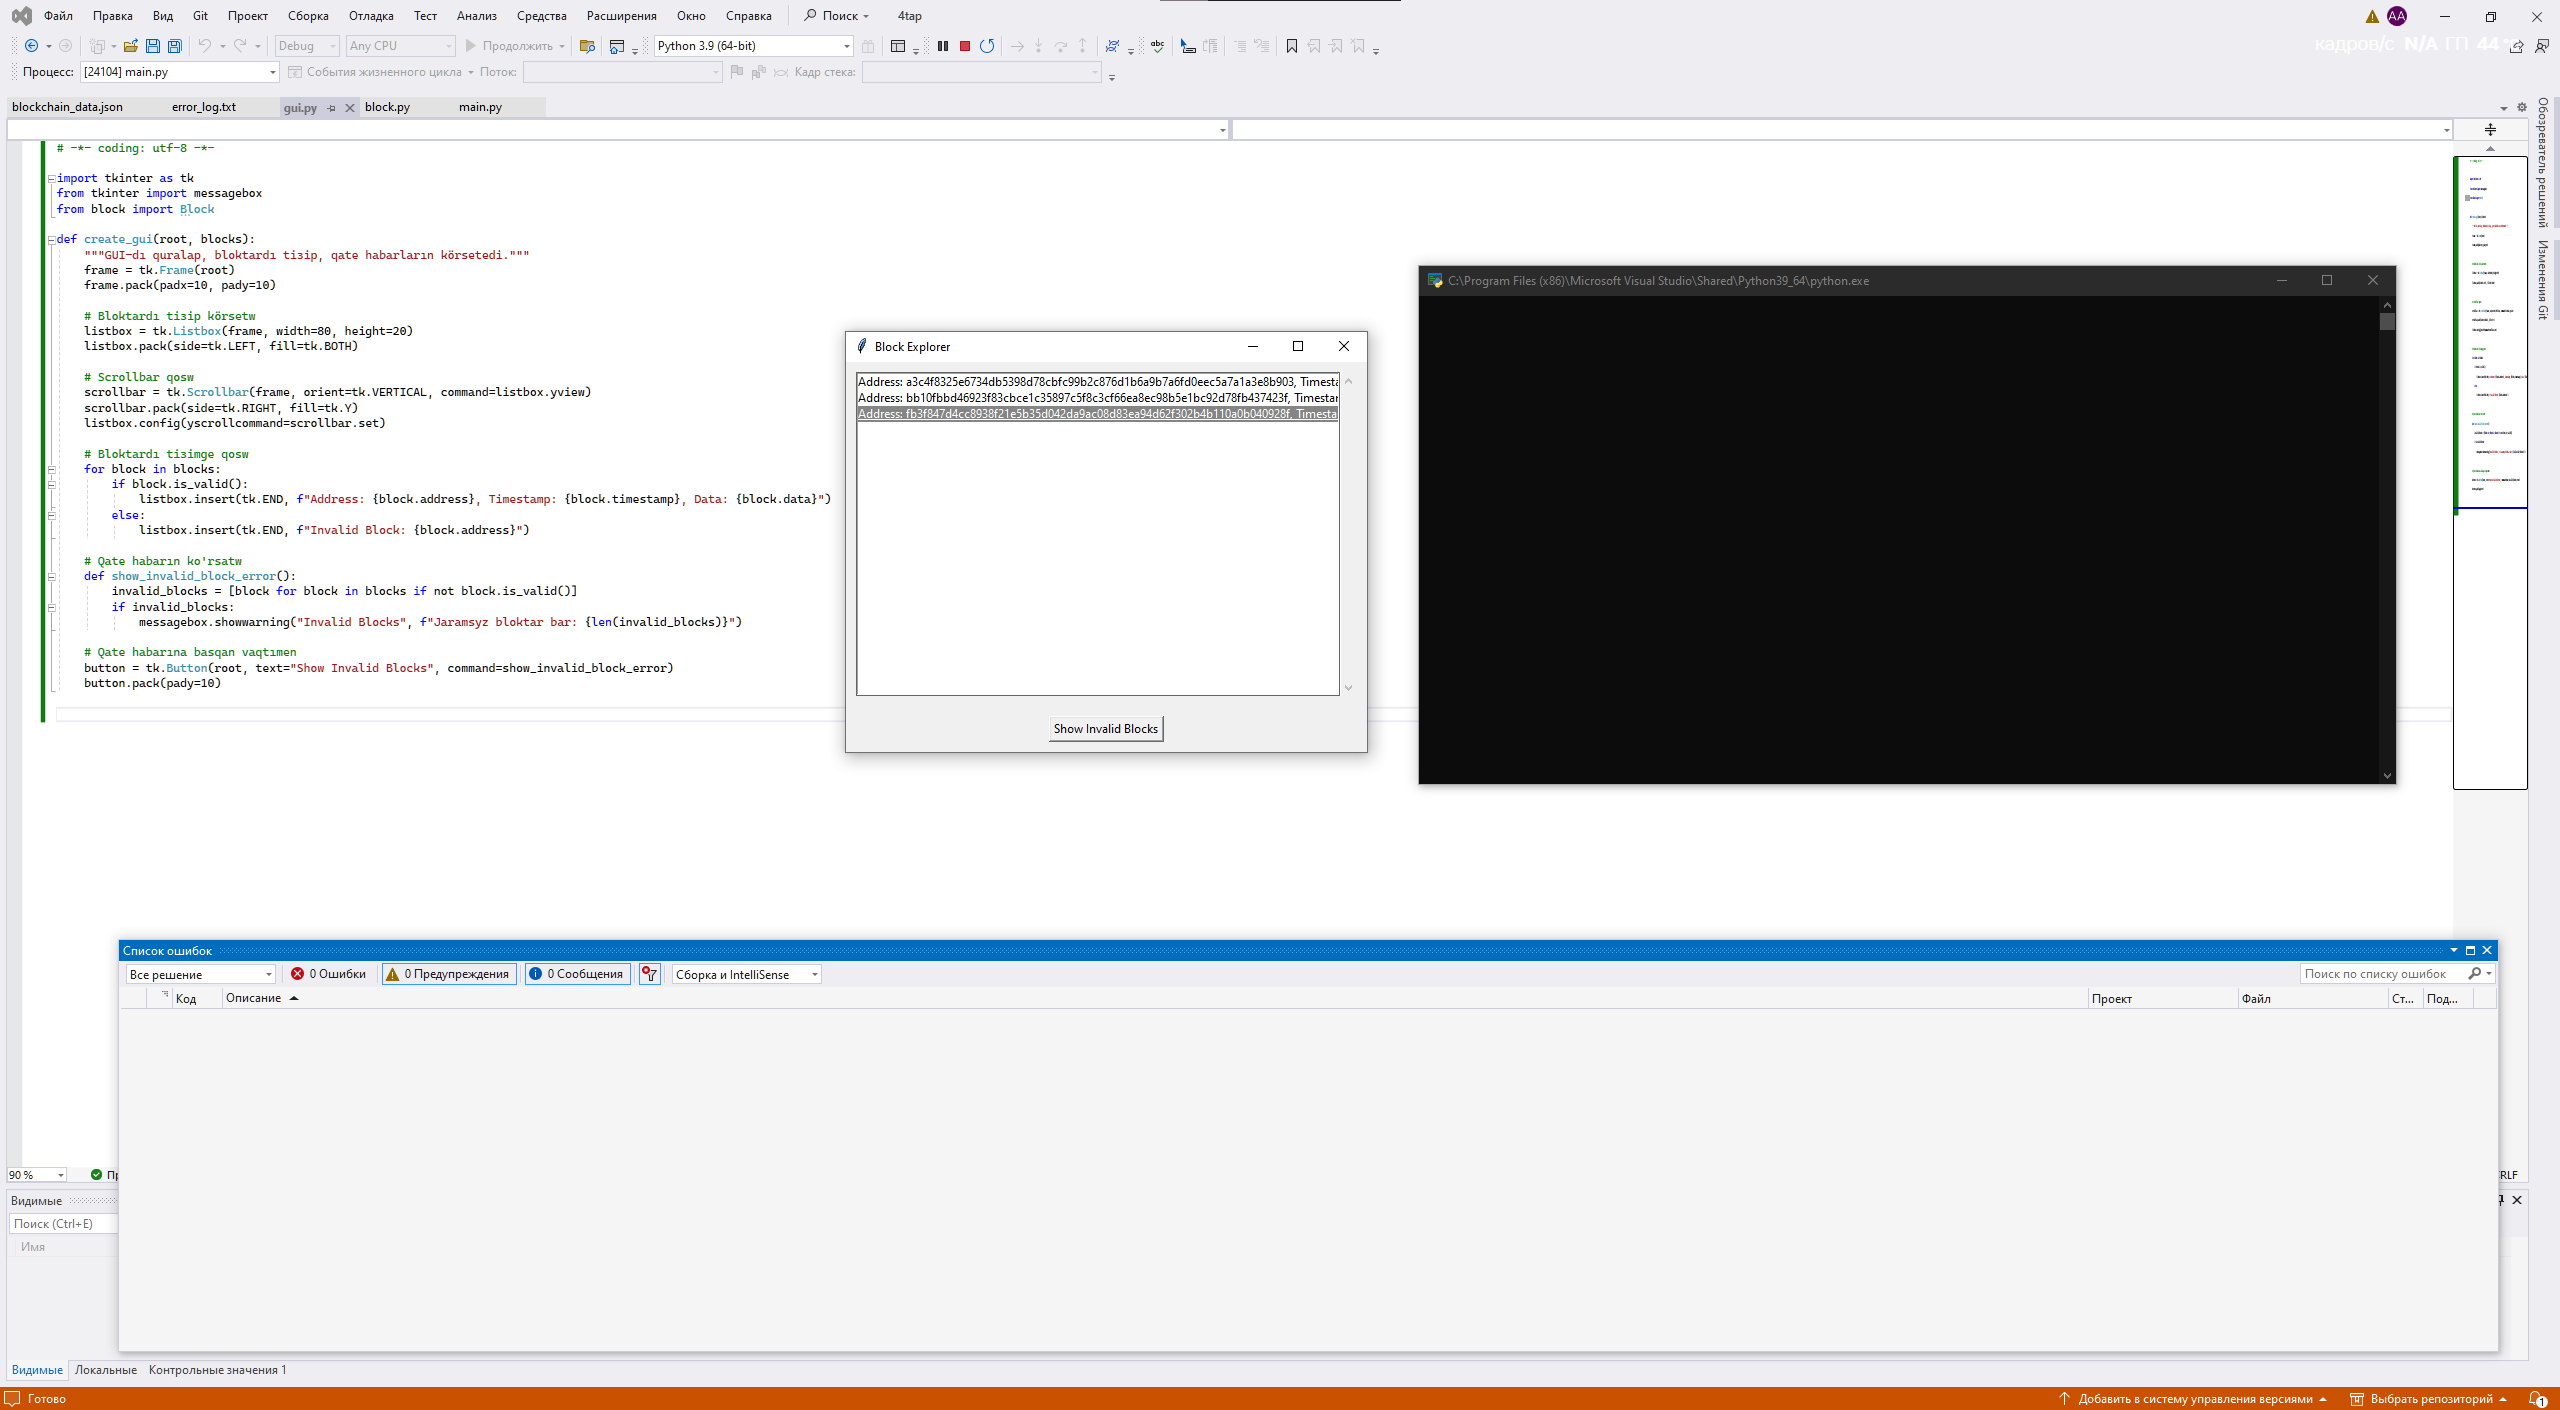 Файл Правка Вид Git Проект Сборка Отладка Тест Анализ Средства Расширения Окно Справка Поиск 4tap AA
Debug Any CPU Продолжить Python 3.9 (64-bit) abc
кадров/с N/A ГП 44
Процесс: [24104] main.py События жизненного цикла Поток: Кадр стека:
blockchain_data.json error_log.txt gui.py block.py main.py
Обозреватель решений
Изменения Git
# -*- coding: utf-8 -*-
import tkinter as tk
from tkinter import messagebox
from block import Block
def create_gui(root, blocks):
"""GUI-dı quralap, bloktardı tizip, qate habarların körsetedi."""
frame = tk.Frame(root)
frame.pack(padx=10, pady=10)
# Bloktardı tizip körsetw
listbox = tk.Listbox(frame, width=80, height=20)
listbox.pack(side=tk.LEFT, fill=tk.BOTH)
# Scrollbar qosw
scrollbar = tk.Scrollbar(frame, orient=tk.VERTICAL, command=listbox.yview)
scrollbar.pack(side=tk.RIGHT, fill=tk.Y)
listbox.config(yscrollcommand=scrollbar.set)
# Bloktardı tizimge qosw
for block in blocks:
if block.is_valid():
listbox.insert(tk.END, f"Address: {block.address}, Timestamp: {block.timestamp}, Data: {block.data}")
else:
listbox.insert(tk.END, f"Invalid Block: {block.address}")
# Qate habarın ko'rsatw
def show_invalid_block_error():
invalid_blocks = [block for block in blocks if not block.is_valid()]
if invalid_blocks:
messagebox.showwarning("Invalid Blocks", f"Jaramsyz bloktar bar: {len(invalid_blocks)}")
# Qate habarına basqan vaqtımen
button = tk.Button(root, text="Show Invalid Blocks", command=show_invalid_block_error)
button.pack(pady=10)
Block Explorer
Address: a3c4f8325e6734db5398d78cbfc99b2c876d1b6a9b7a6fd0eec5a7a1a3e8b903, Timesta
Address: bb10fbbd46923f83cbce1c35897c5f8c3cf66ea8ec98b5e1bc92d78fb437423f, Timestar
Address: fb3f847d4cc8938f21e5b35d042da9ac08d83ea94d62f302b4b110a0b040928f, Timesta
Show Invalid Blocks
C:\Program Files (x86)\Microsoft Visual Studio\Shared\Python39_64\python.exe
Список ошибок
Все решение 0 Ошибки 0 Предупреждения 0 Сообщения Сборка и IntelliSense Поиск по списку ошибок
Код Описание Проект Файл Ст... Под...
90 % Пр RLF
Видимые
Поиск (Ctrl+E)
Имя
Видимые Локальные Контрольные значения 1
Готово Добавить в систему управления версиями Выбрать репозиторий 1